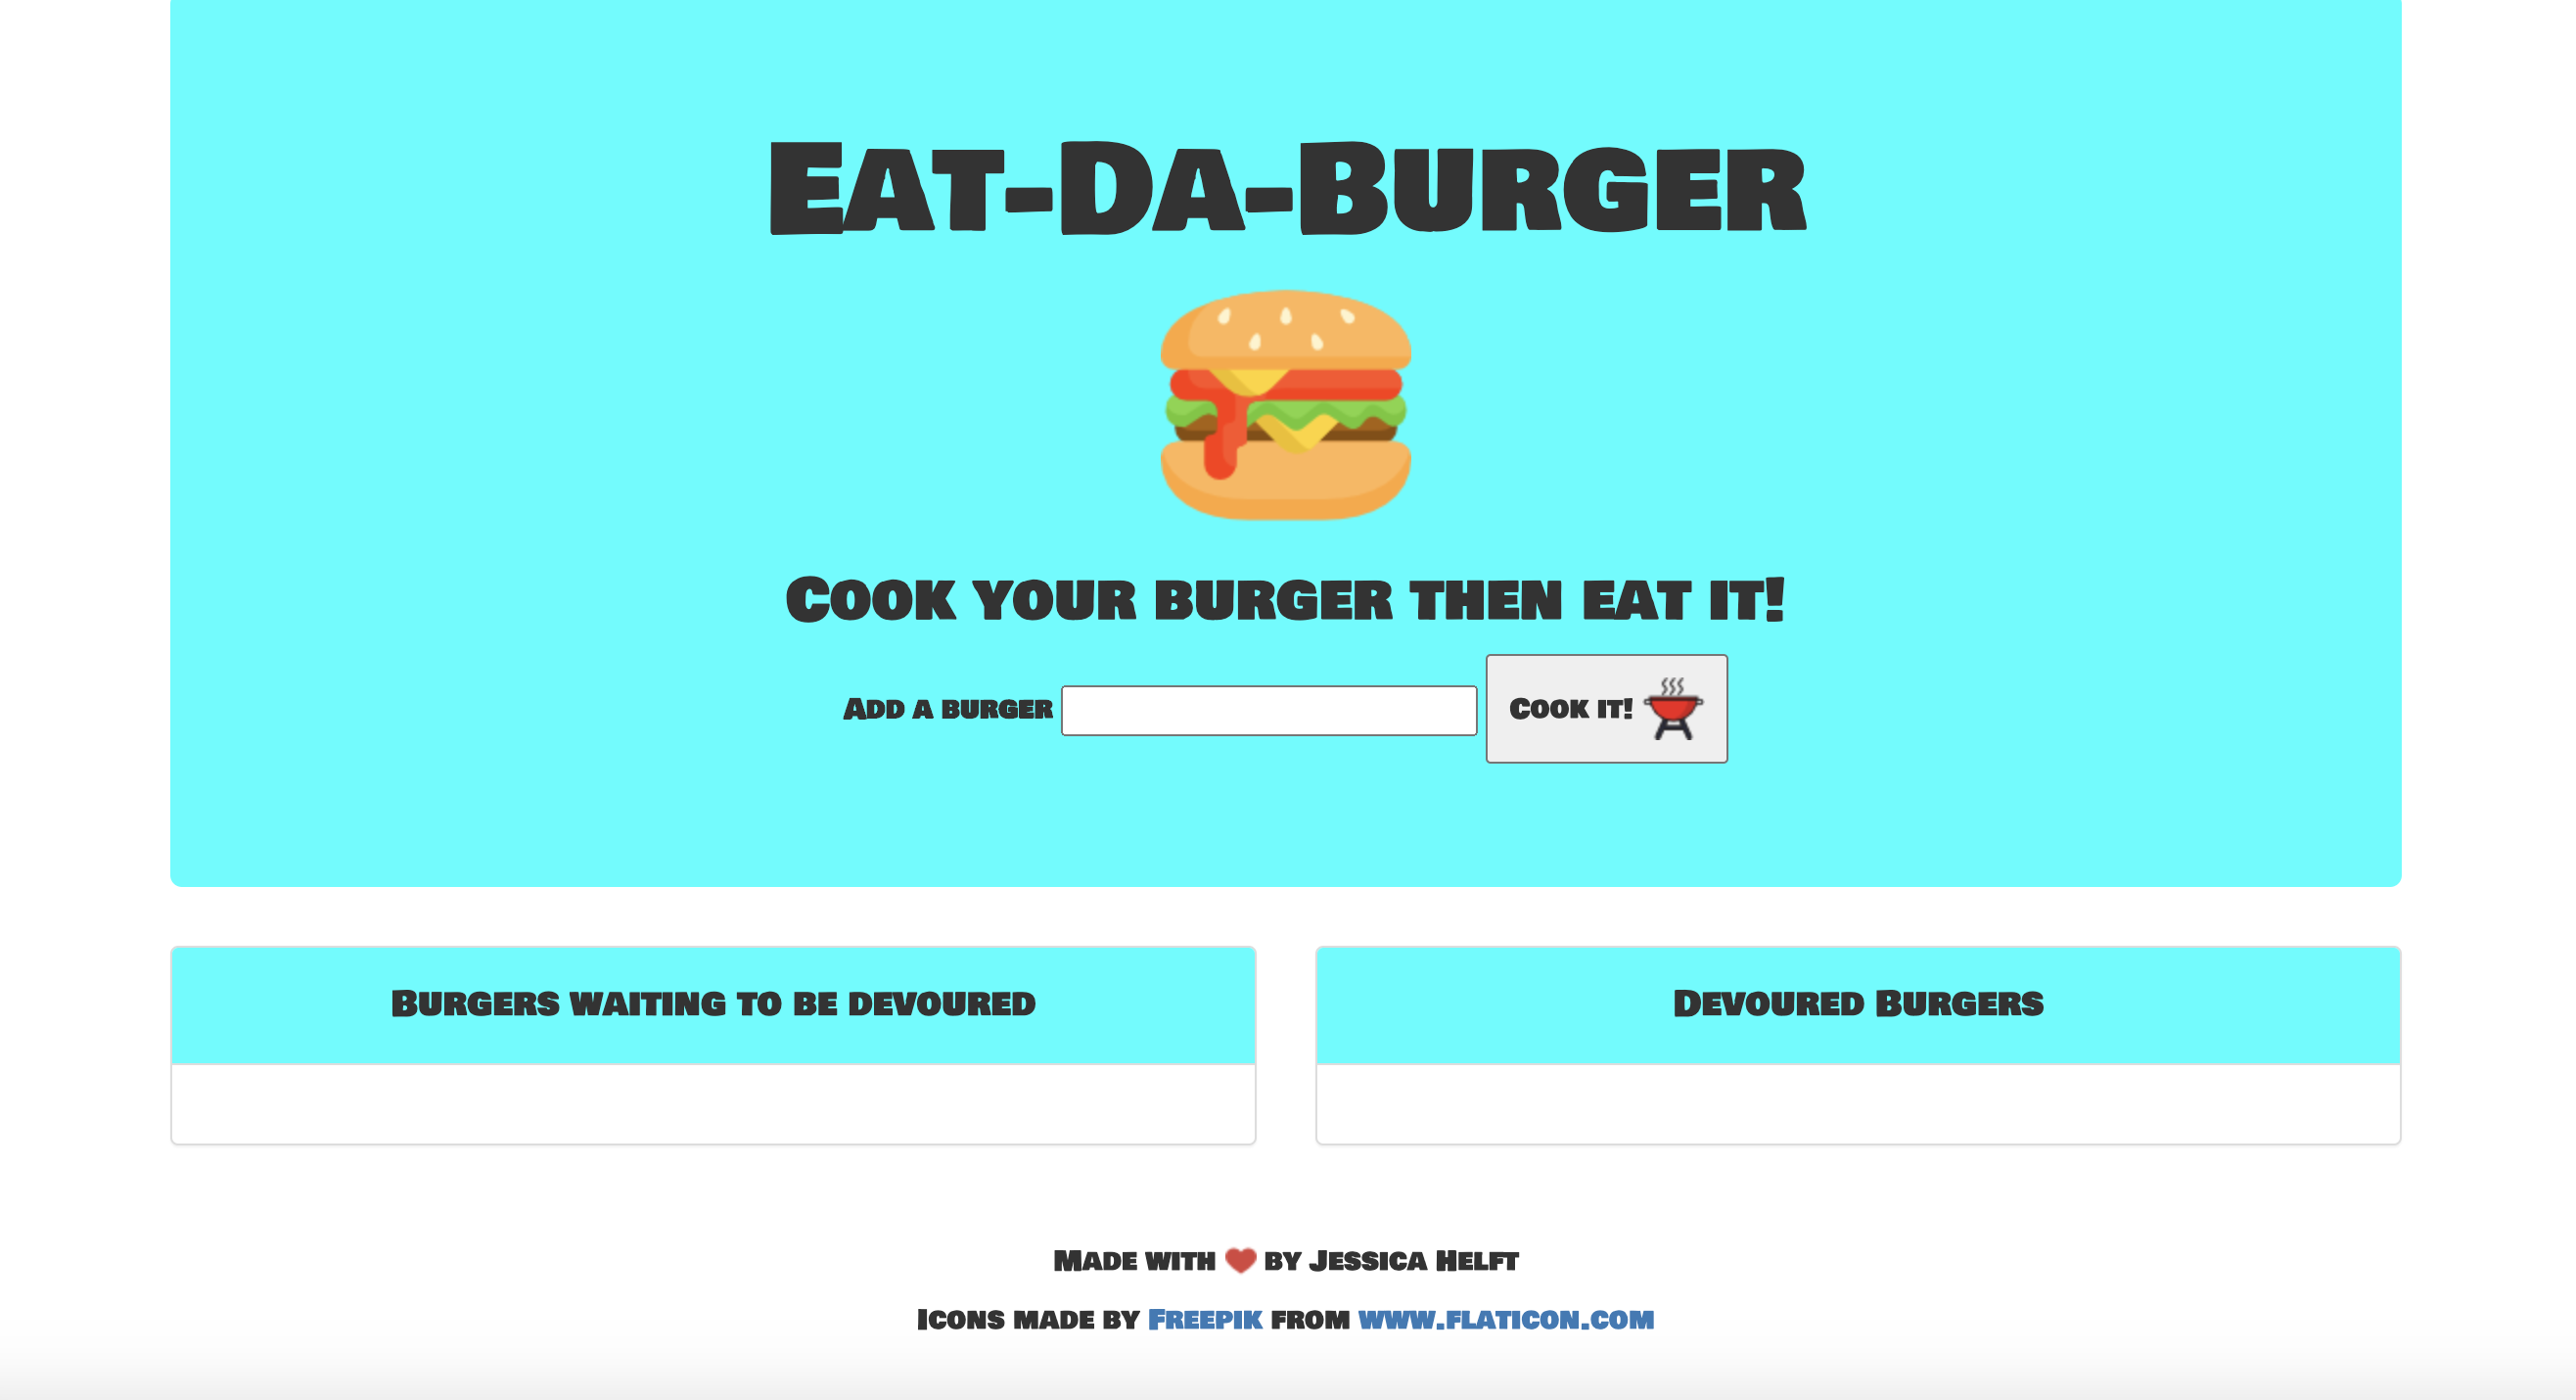 Eat-Da-Burger
Cook your burger then eat it!
Add a burger
Cook it!
Burgers waiting to be devoured
Devoured Burgers
Made with ❤️ by Jessica Helft
Icons made by Freepik from www.flaticon.com